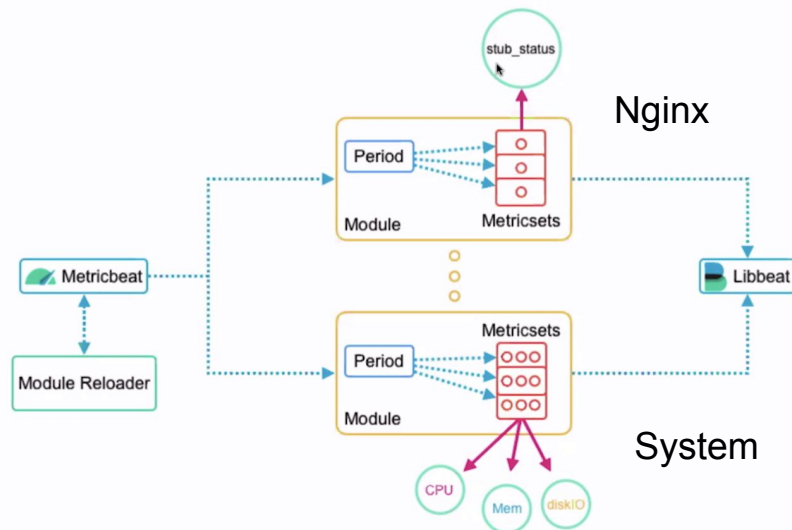 stub_status
Nginx
Period
Module
Metricsets
Metricbeat
Libbeat
Module Reloader
Metricsets
Period
Module
System
CPU
Mem
diskIO